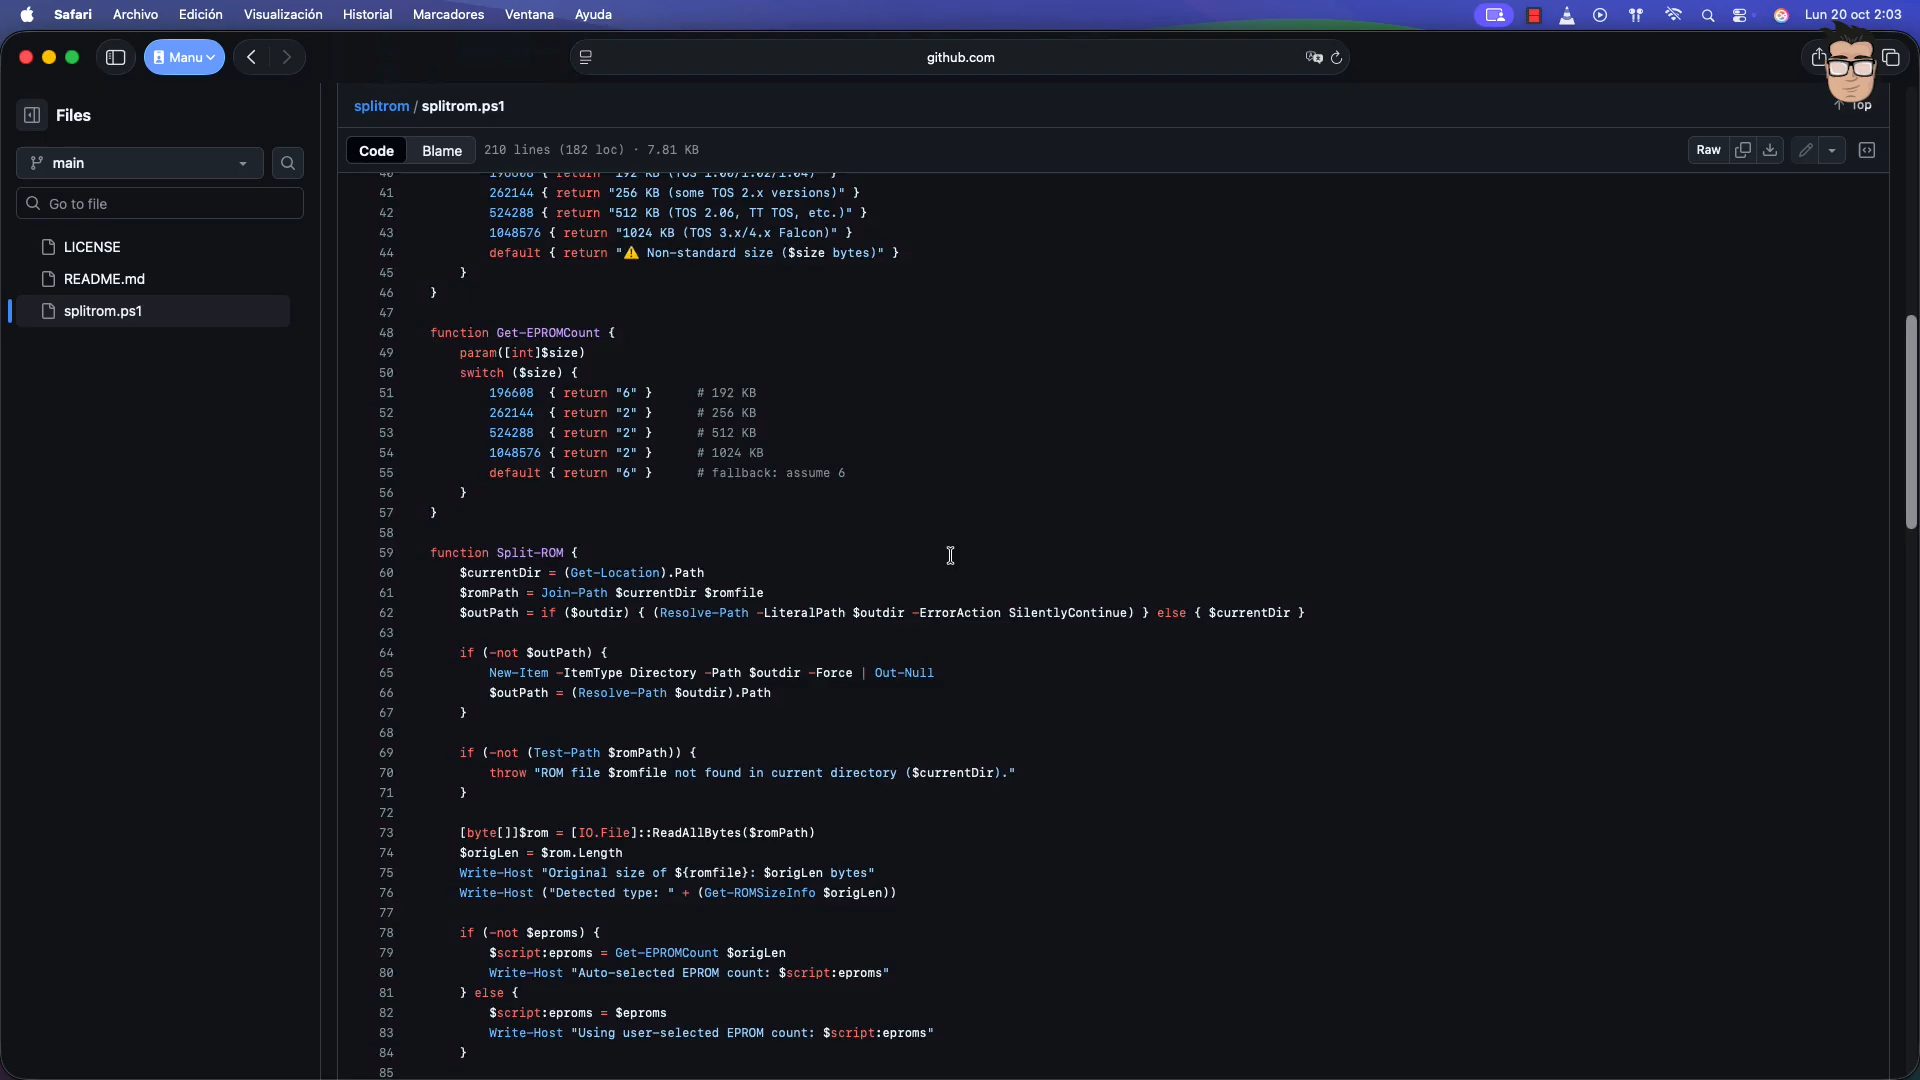 Safari Archivo Edición Visualización Historial Marcadores Ventana Ayuda Lun 20 oct 2:03
Manu github.com
Files
splitrom / splitrom.ps1
Top
main
Code Blame 210 lines (182 loc) · 7.81 KB Raw
Go to file
LICENSE
README.md
splitrom.ps1
40 196608 { return "192 KB (TOS 1.00/1.02/1.04)" }
41 262144 { return "256 KB (some TOS 2.x versions)" }
42 524288 { return "512 KB (TOS 2.06, TT TOS, etc.)" }
43 1048576 { return "1024 KB (TOS 3.x/4.x Falcon)" }
44 default { return "⚠️ Non-standard size ($size bytes)" }
45 }
46 }
47
48 function Get-EPROMCount {
49 param([int]$size)
50 switch ($size) {
51 196608 { return "6" } # 192 KB
52 262144 { return "2" } # 256 KB
53 524288 { return "2" } # 512 KB
54 1048576 { return "2" } # 1024 KB
55 default { return "6" } # fallback: assume 6
56 }
57 }
58
59 function Split-ROM {
60 $currentDir = (Get-Location).Path
61 $romPath = Join-Path $currentDir $romfile
62 $outPath = if ($outdir) { (Resolve-Path -LiteralPath $outdir -ErrorAction SilentlyContinue) } else { $currentDir }
63
64 if (-not $outPath) {
65 New-Item -ItemType Directory -Path $outdir -Force | Out-Null
66 $outPath = (Resolve-Path $outdir).Path
67 }
68
69 if (-not (Test-Path $romPath)) {
70 throw "ROM file $romfile not found in current directory ($currentDir)."
71 }
72
73 [byte[]]$rom = [IO.File]::ReadAllBytes($romPath)
74 $origLen = $rom.Length
75 Write-Host "Original size of ${romfile}: $origLen bytes"
76 Write-Host ("Detected type: " + (Get-ROMSizeInfo $origLen))
77
78 if (-not $eproms) {
79 $script:eproms = Get-EPROMCount $origLen
80 Write-Host "Auto-selected EPROM count: $script:eproms"
81 } else {
82 $script:eproms = $eproms
83 Write-Host "Using user-selected EPROM count: $script:eproms"
84 }
85